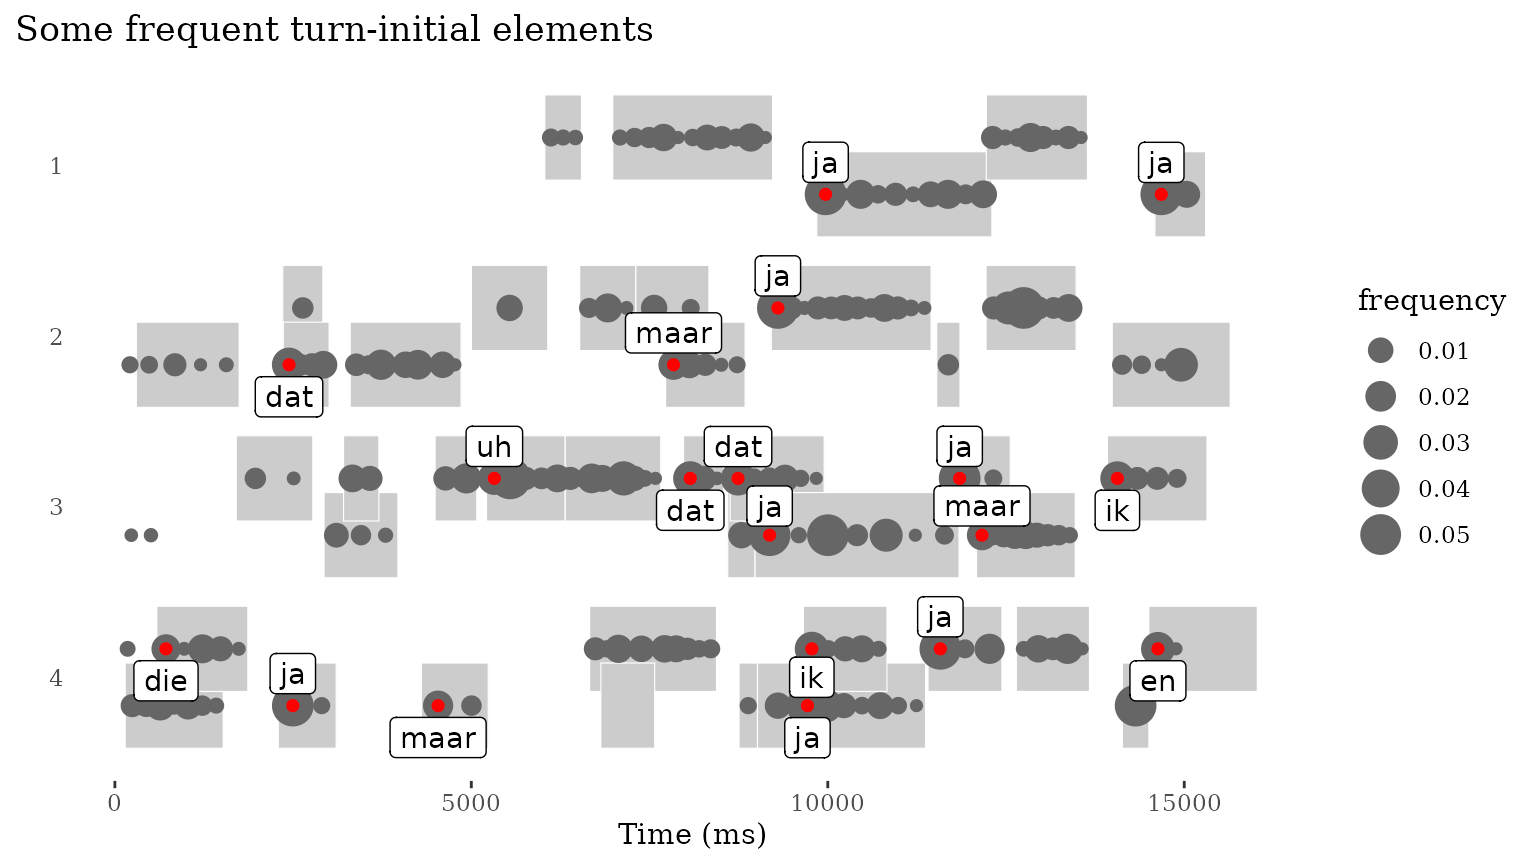 Some frequent turn-initial elements
1
ja
ja
2
ja
maar
dat
3
uh
dat
ja
dat
ja
maar
ik
4
ja
die
ja
ik
en
maar
ja
0
5000
10000
15000
Time (ms)
frequency
0.01
0.02
0.03
0.04
0.05